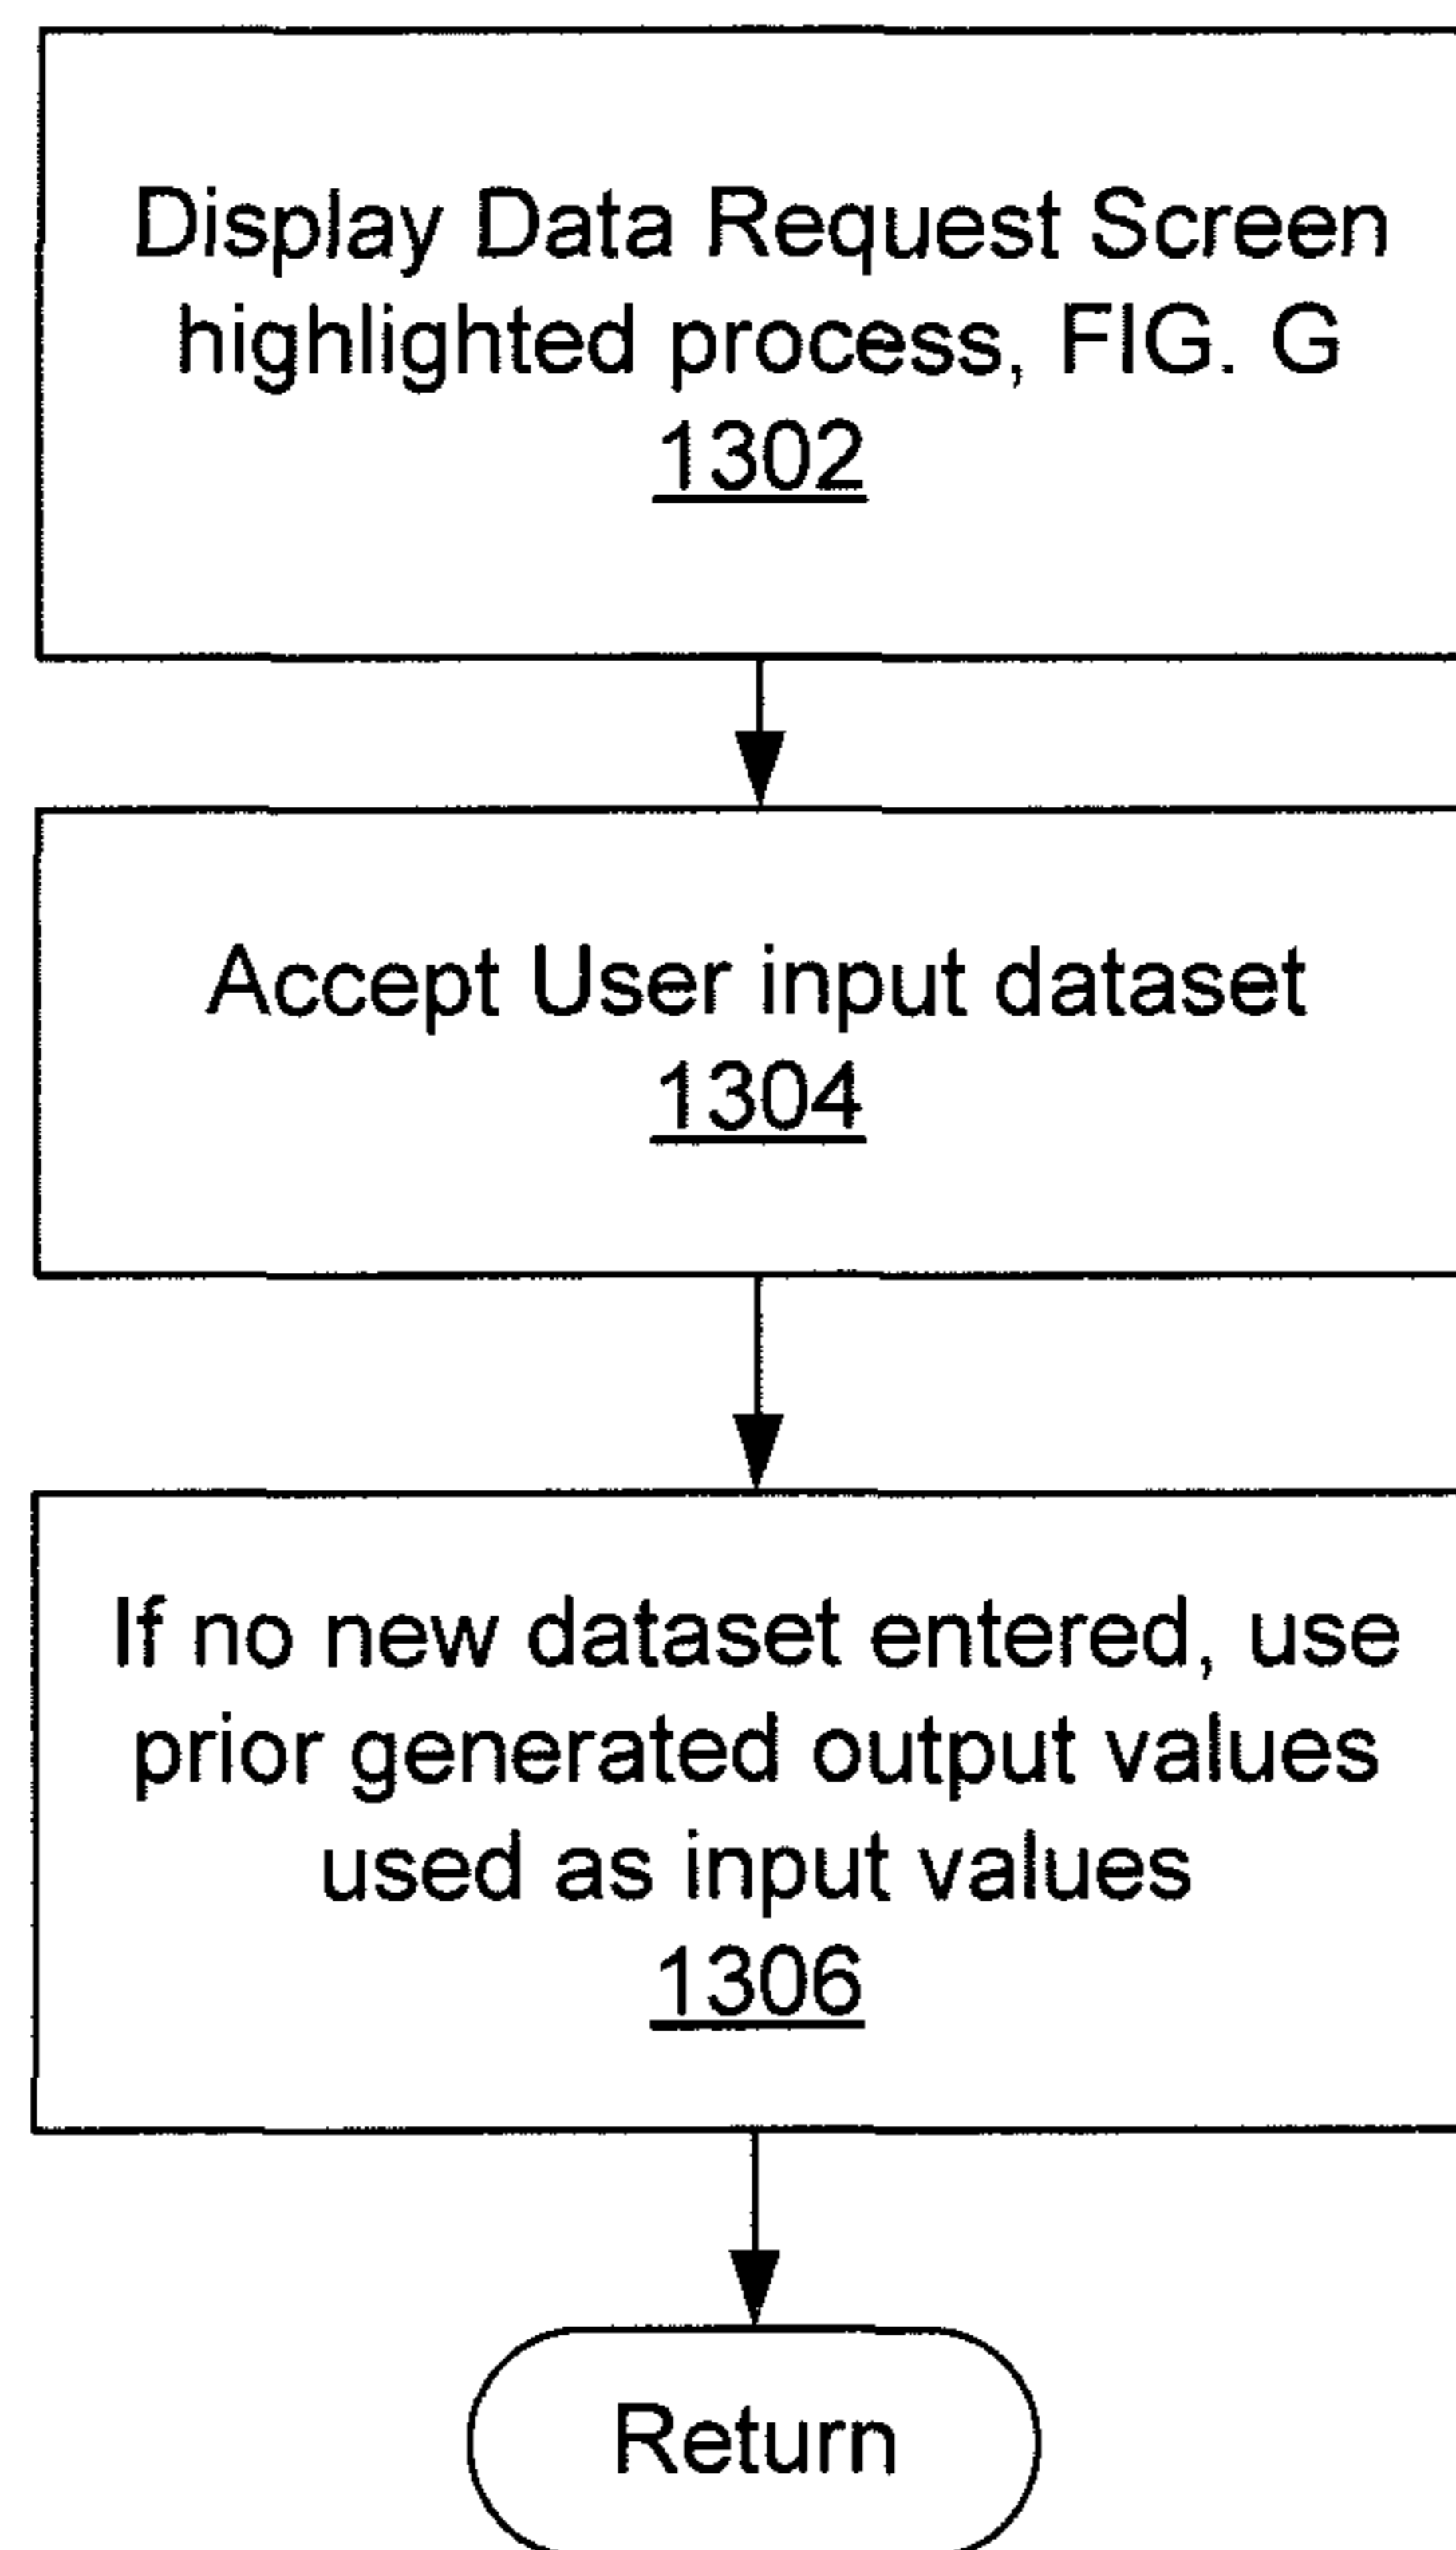 Display Data Request Screen
highlighted process, FIG. G
1302
Accept User input dataset
1304
If no new dataset entered, use
prior generated output values
used as input values
1306
Return